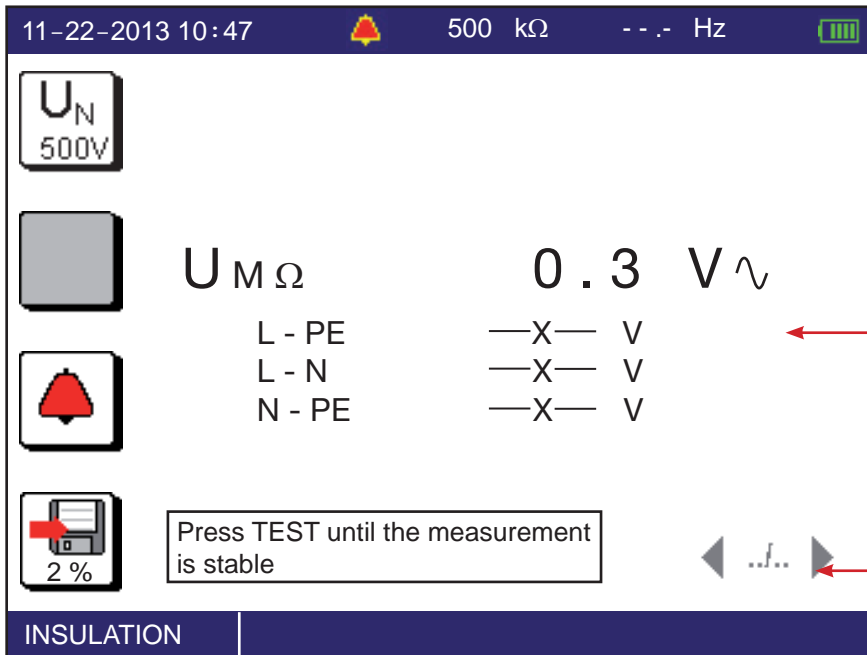 11-22-2013 10:47 500 kΩ - - .- Hz
UN
500V
U MΩ 0.3 V∿
L - PE —X— V
L - N —X— V
N - PE —X— V
2 %
Press TEST until the measurement
is stable
../..
INSULATION